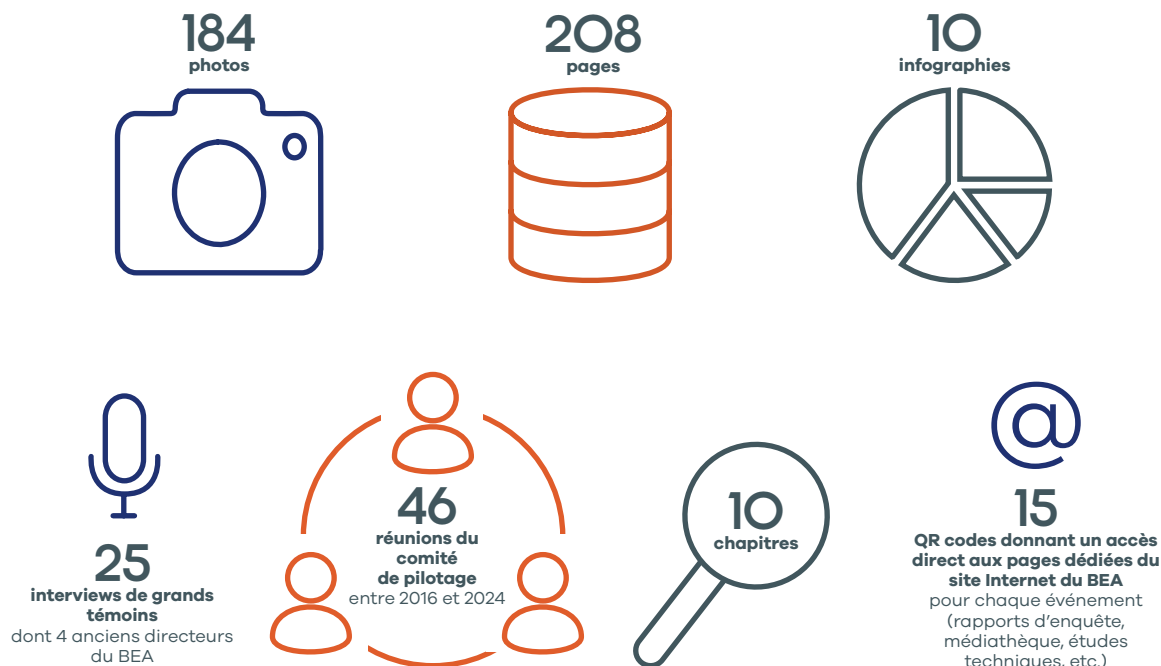 184
photos
208
pages
10
infographies
25
interviews de grands
témoins
dont 4 anciens directeurs
du BEA
46
réunions du
comité
de pilotage
entre 2016 et 2024
10
chapitres
@
15
QR codes donnant un accès
direct aux pages dédiées du
site Internet du BEA
pour chaque événement
(rapports d'enquête,
médiathèque, études
techniques, etc.)